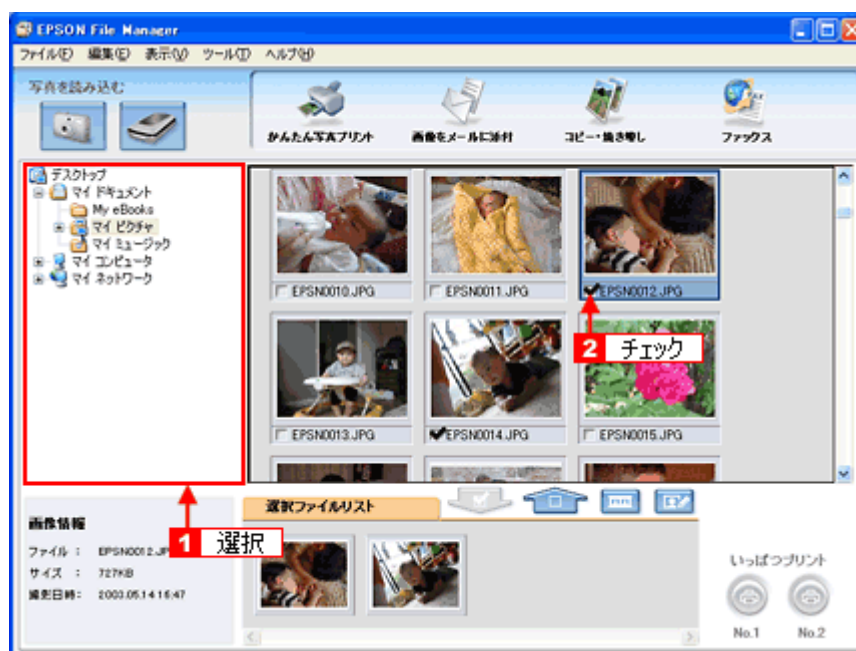 EPSON File Manager
ファイル(F) 編集(E) 表示(V) ツール(T) ヘルプ(H)
写真を読み込む
かんたん写真プリント 画像をメールに添付 コピー・焼き増し ファックス
デスクトップ
マイ ドキュメント
My eBooks
マイ ピクチャ
マイ ミュージック
マイ コンピュータ
マイ ネットワーク
EPSN0010.JPG EPSN0011.JPG EPSN0012.JPG
2 チェック
EPSN0013.JPG EPSN0014.JPG EPSN0015.JPG
選択ファイルリスト
1 選択
画像情報
ファイル : EPSN0012.JP
サイズ : 727KB
撮影日時: 2003.05.14 16:47
いっぱつプリント
No.1 No.2